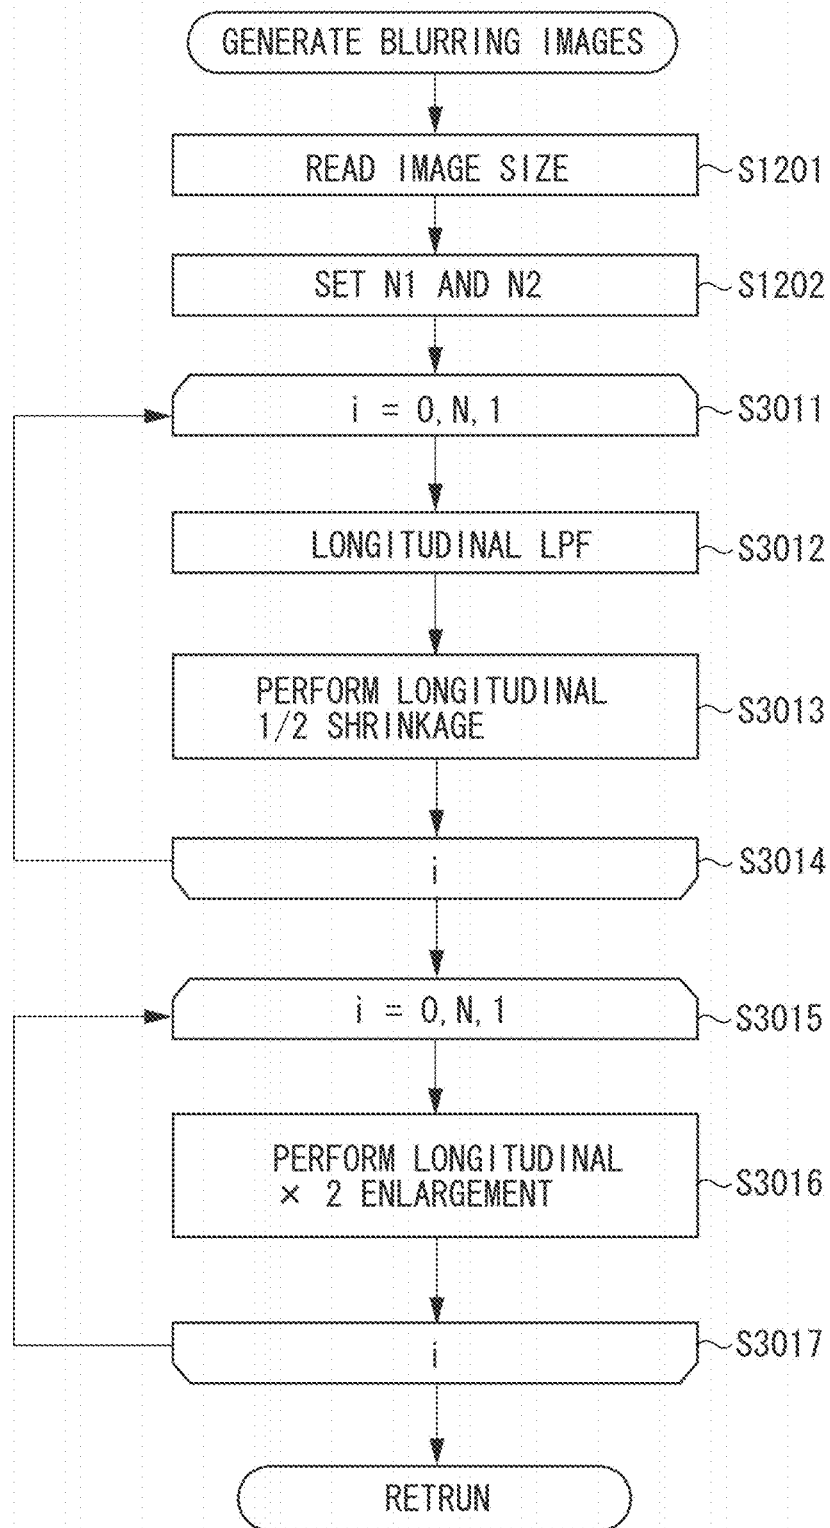 GENERATE BLURRING IMAGES
READ IMAGE SIZE
S1201
SET N1 AND N2
S1202
i = 0, N, 1
S3011
LONGITUDINAL LPF
S3012
PERFORM LONGITUDINAL
1/2 SHRINKAGE
S3013
i
S3014
i = 0, N, 1
S3015
PERFORM LONGITUDINAL
× 2 ENLARGEMENT
S3016
i
S3017
RETRUN